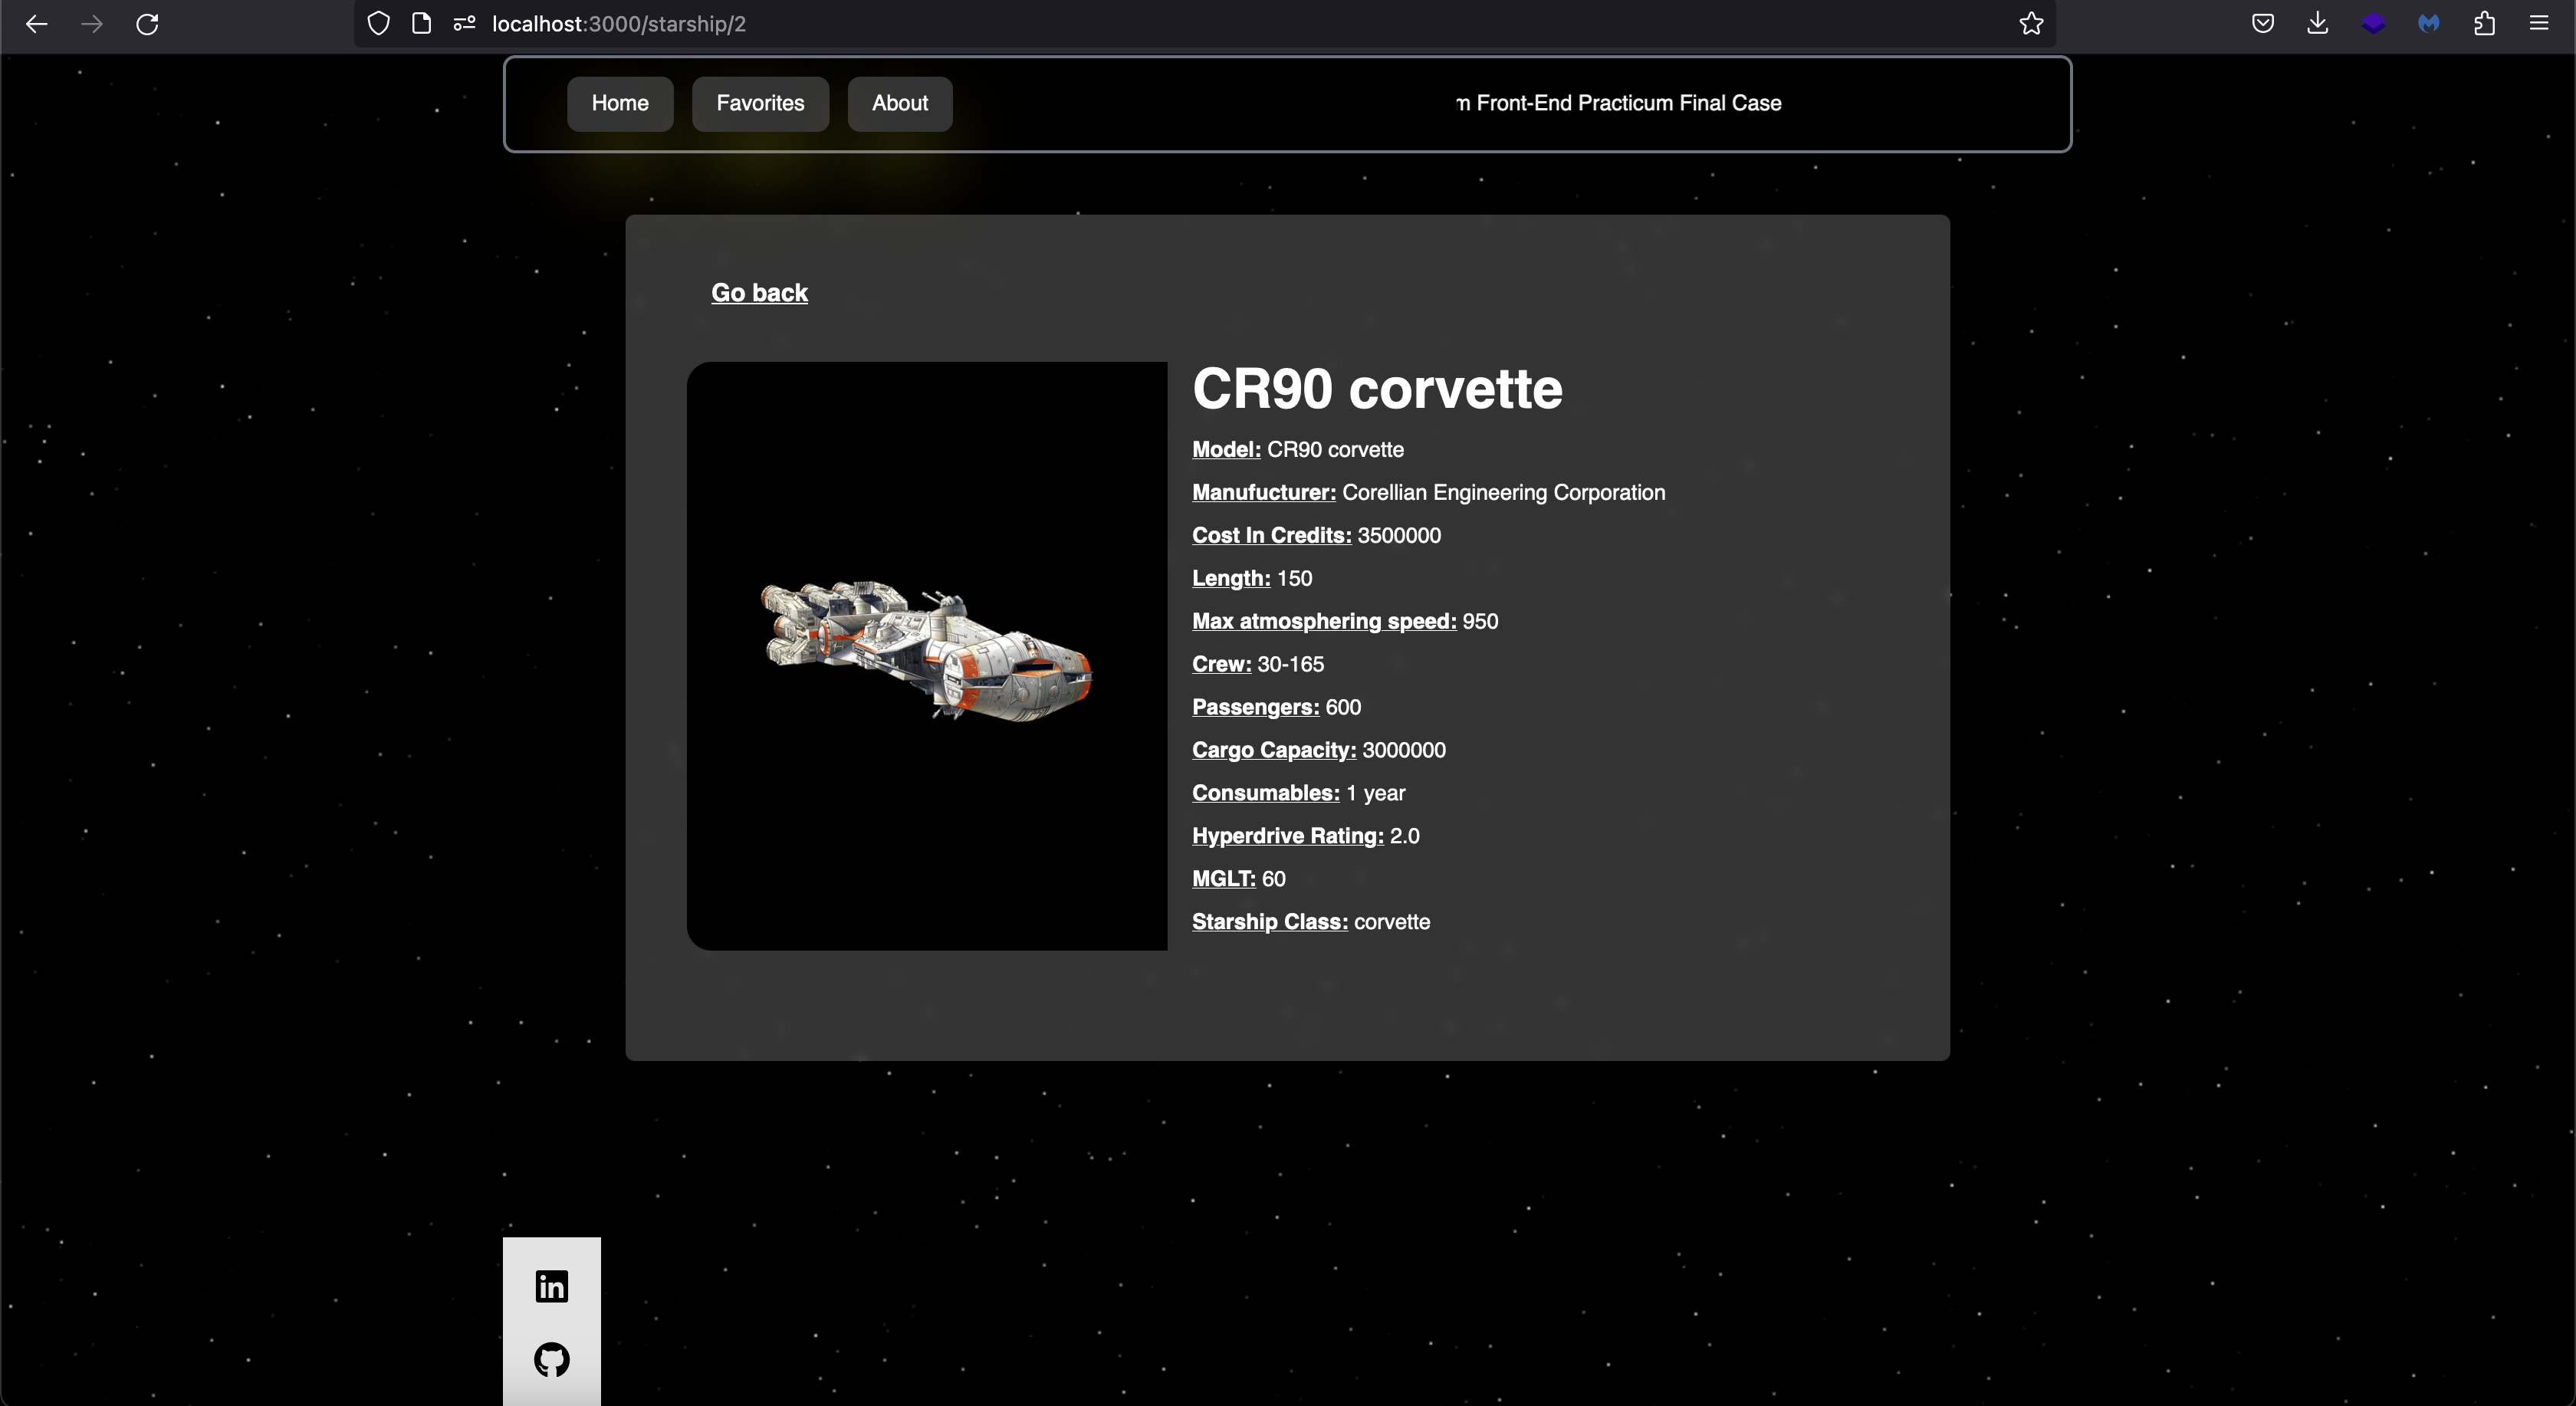 localhost:3000/starship/2
Home Favorites About m Front-End Practicum Final Case
Go back
CR90 corvette
Model: CR90 corvette
Manufucturer: Corellian Engineering Corporation
Cost In Credits: 3500000
Length: 150
Max atmosphering speed: 950
Crew: 30-165
Passengers: 600
Cargo Capacity: 3000000
Consumables: 1 year
Hyperdrive Rating: 2.0
MGLT: 60
Starship Class: corvette
in